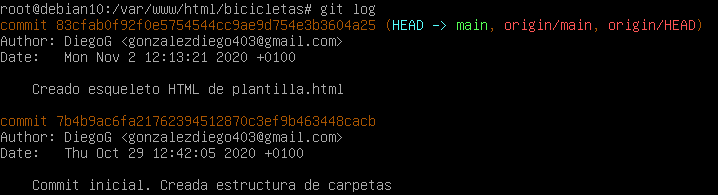 root@debian10:/var/www/html/bicicletas# git log
commit 83cfab0f92f0e5754544cc9ae9d754e3b3604a25 (HEAD -> main, origin/main, origin/HEAD)
Author: DiegoG <gonzalezdiego403@gmail.com>
Date:   Mon Nov 2 12:13:21 2020 +0100
Creado esqueleto HTML de plantilla.html
commit 7b4b9ac6fa21762394512870c3ef9b463448cacb
Author: DiegoG <gonzalezdiego403@gmail.com>
Date:   Thu Oct 29 12:42:05 2020 +0100
Commit inicial. Creada estructura de carpetas